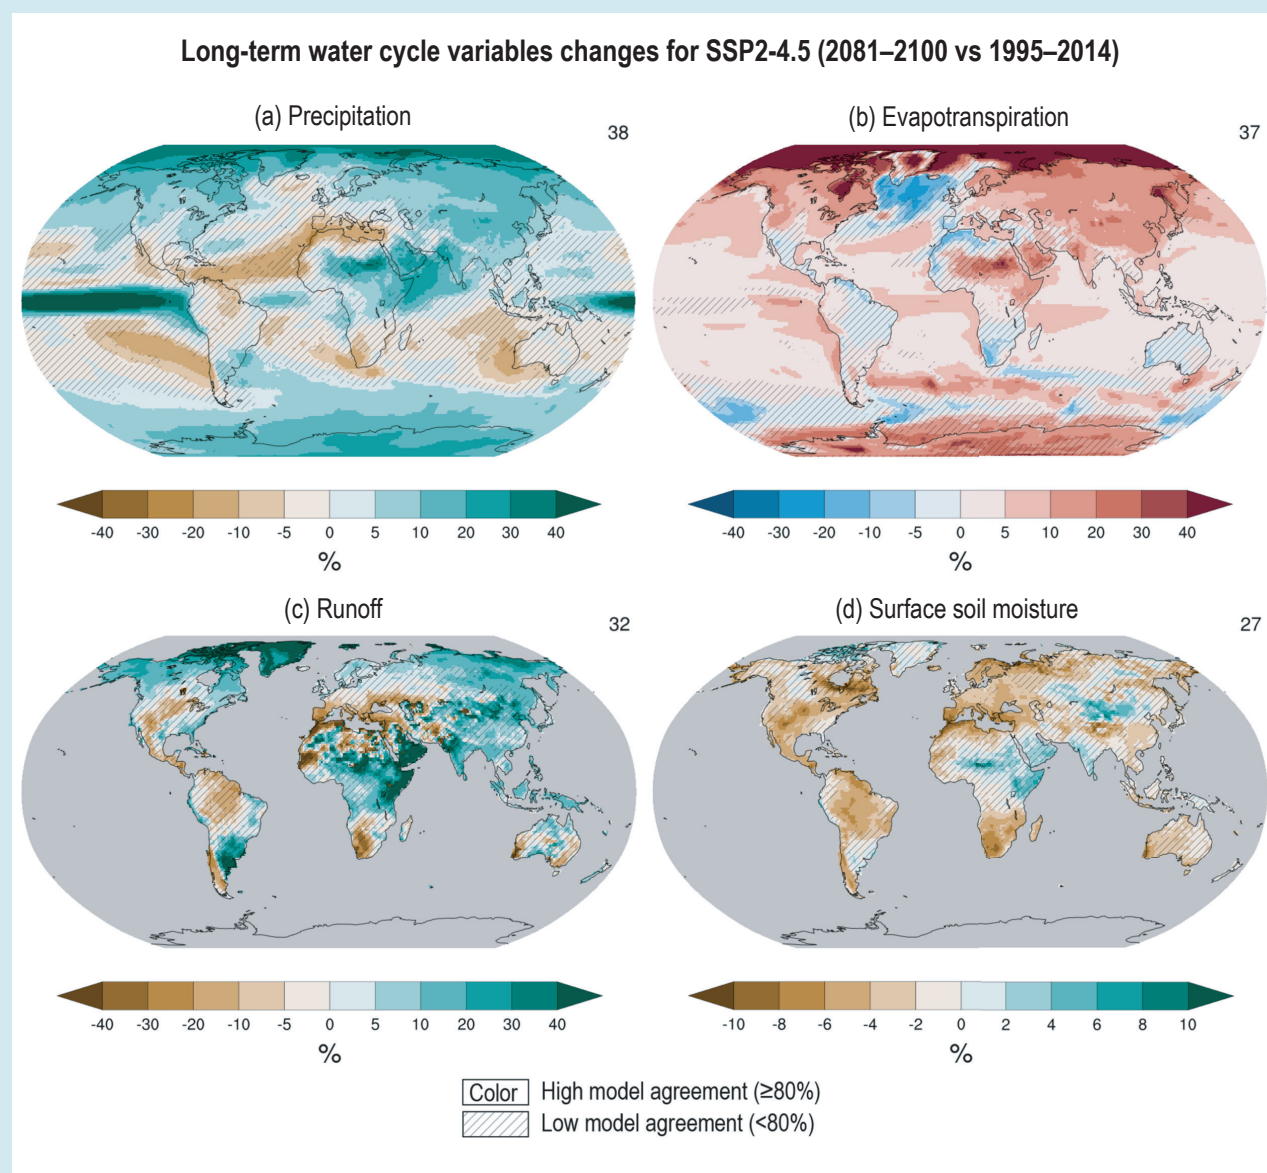 Long-term water cycle variables changes for SSP2-4.5 (2081–2100 vs 1995–2014)
(a) Precipitation
38
(b) Evapotranspiration
37
-40 -30 -20 -10 -5 0 5 10 20 30 40
%
-40 -30 -20 -10 -5 0 5 10 20 30 40
%
(c) Runoff
32
(d) Surface soil moisture
27
-40 -30 -20 -10 -5 0 5 10 20 30 40
%
-10 -8 -6 -4 -2 0 2 4 6 8 10
%
Color High model agreement (≥80%)
Low model agreement (<80%)